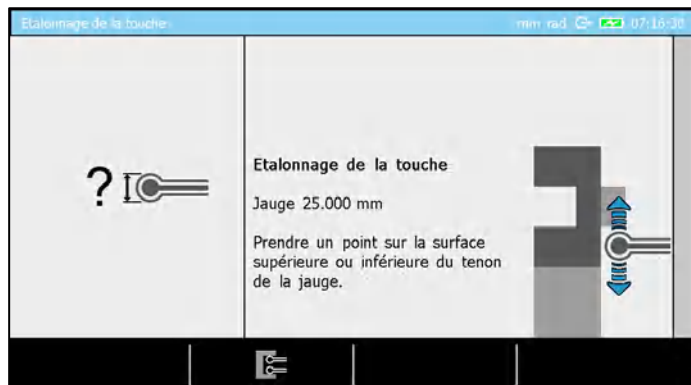 Etalonnage de la touche
mm rad 07:16:30
?
Etalonnage de la touche
Jauge 25.000 mm
Prendre un point sur la surface
supérieure ou inférieure du tenon
de la jauge.